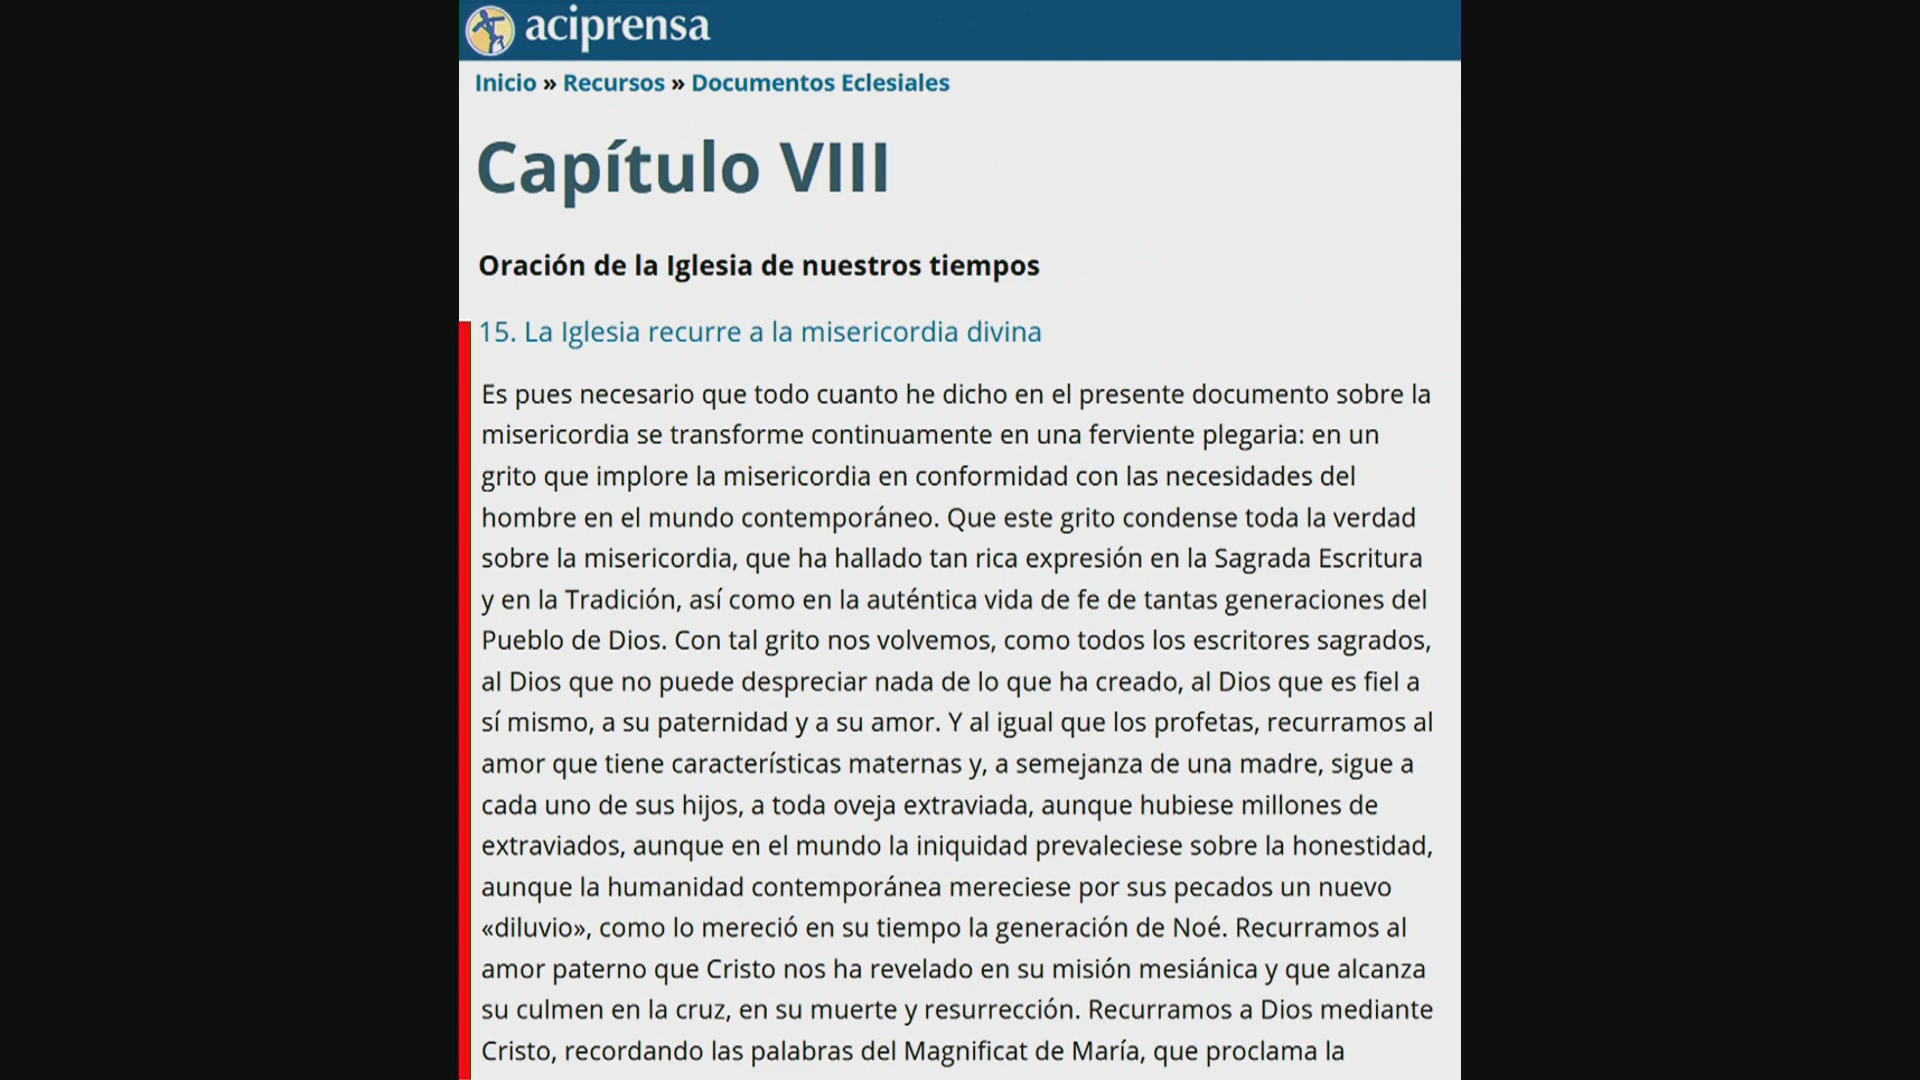 aciprensa
Inicio » Recursos » Documentos Eclesiales
Capítulo VIII
Oración de la Iglesia de nuestros tiempos
15. La Iglesia recurre a la misericordia divina
Es pues necesario que todo cuanto he dicho en el presente documento sobre la
misericordia se transforme continuamente en una ferviente plegaria: en un
grito que implore la misericordia en conformidad con las necesidades del
hombre en el mundo contemporáneo. Que este grito condense toda la verdad
sobre la misericordia, que ha hallado tan rica expresión en la Sagrada Escritura
y en la Tradición, así como en la auténtica vida de fe de tantas generaciones del
Pueblo de Dios. Con tal grito nos volvemos, como todos los escritores sagrados,
al Dios que no puede despreciar nada de lo que ha creado, al Dios que es fiel a
sí mismo, a su paternidad y a su amor. Y al igual que los profetas, recurramos al
amor que tiene características maternas y, a semejanza de una madre, sigue a
cada uno de sus hijos, a toda oveja extraviada, aunque hubiese millones de
extraviados, aunque en el mundo la iniquidad prevaleciese sobre la honestidad,
aunque la humanidad contemporánea mereciese por sus pecados un nuevo
«diluvio», como lo mereció en su tiempo la generación de Noé. Recurramos al
amor paterno que Cristo nos ha revelado en su misión mesiánica y que alcanza
su culmen en la cruz, en su muerte y resurrección. Recurramos a Dios mediante
Cristo, recordando las palabras del Magnificat de María, que proclama la